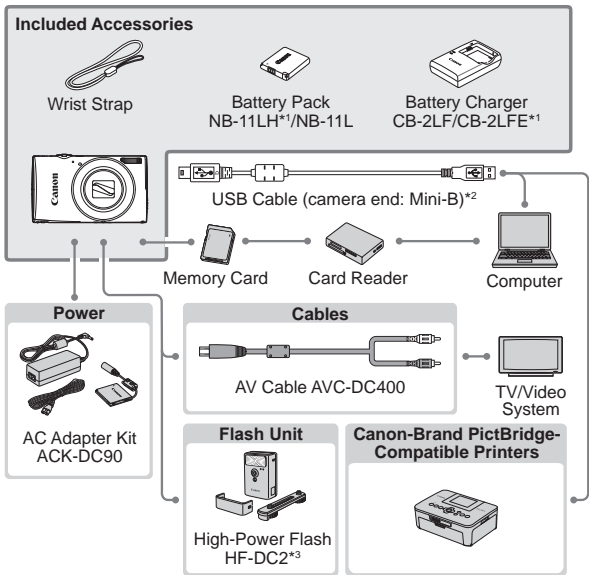 Included Accessories
Wrist Strap
Battery Pack
NB-11LH*1/NB-11L
Battery Charger
CB-2LF/CB-2LFE*1
Canon
USB Cable (camera end: Mini-B)*2
Memory Card
Card Reader
Computer
Power
AC Adapter Kit
ACK-DC90
Cables
AV Cable AVC-DC400
TV/Video
System
Flash Unit
High-Power Flash
HF-DC2*3
Canon-Brand PictBridge-
Compatible Printers